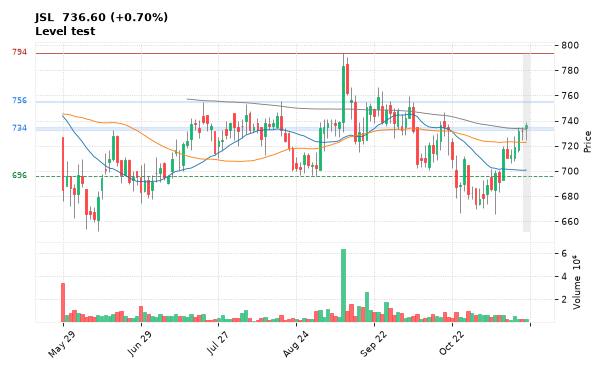 JSL 736.60 (+0.70%)
Level test
794
756
734
696
800
780
760
740
720
700
680
660
Price
6
4
2
Volume 10⁶
May 29
Jun 29
Jul 27
Aug 24
Sep 22
Oct 22